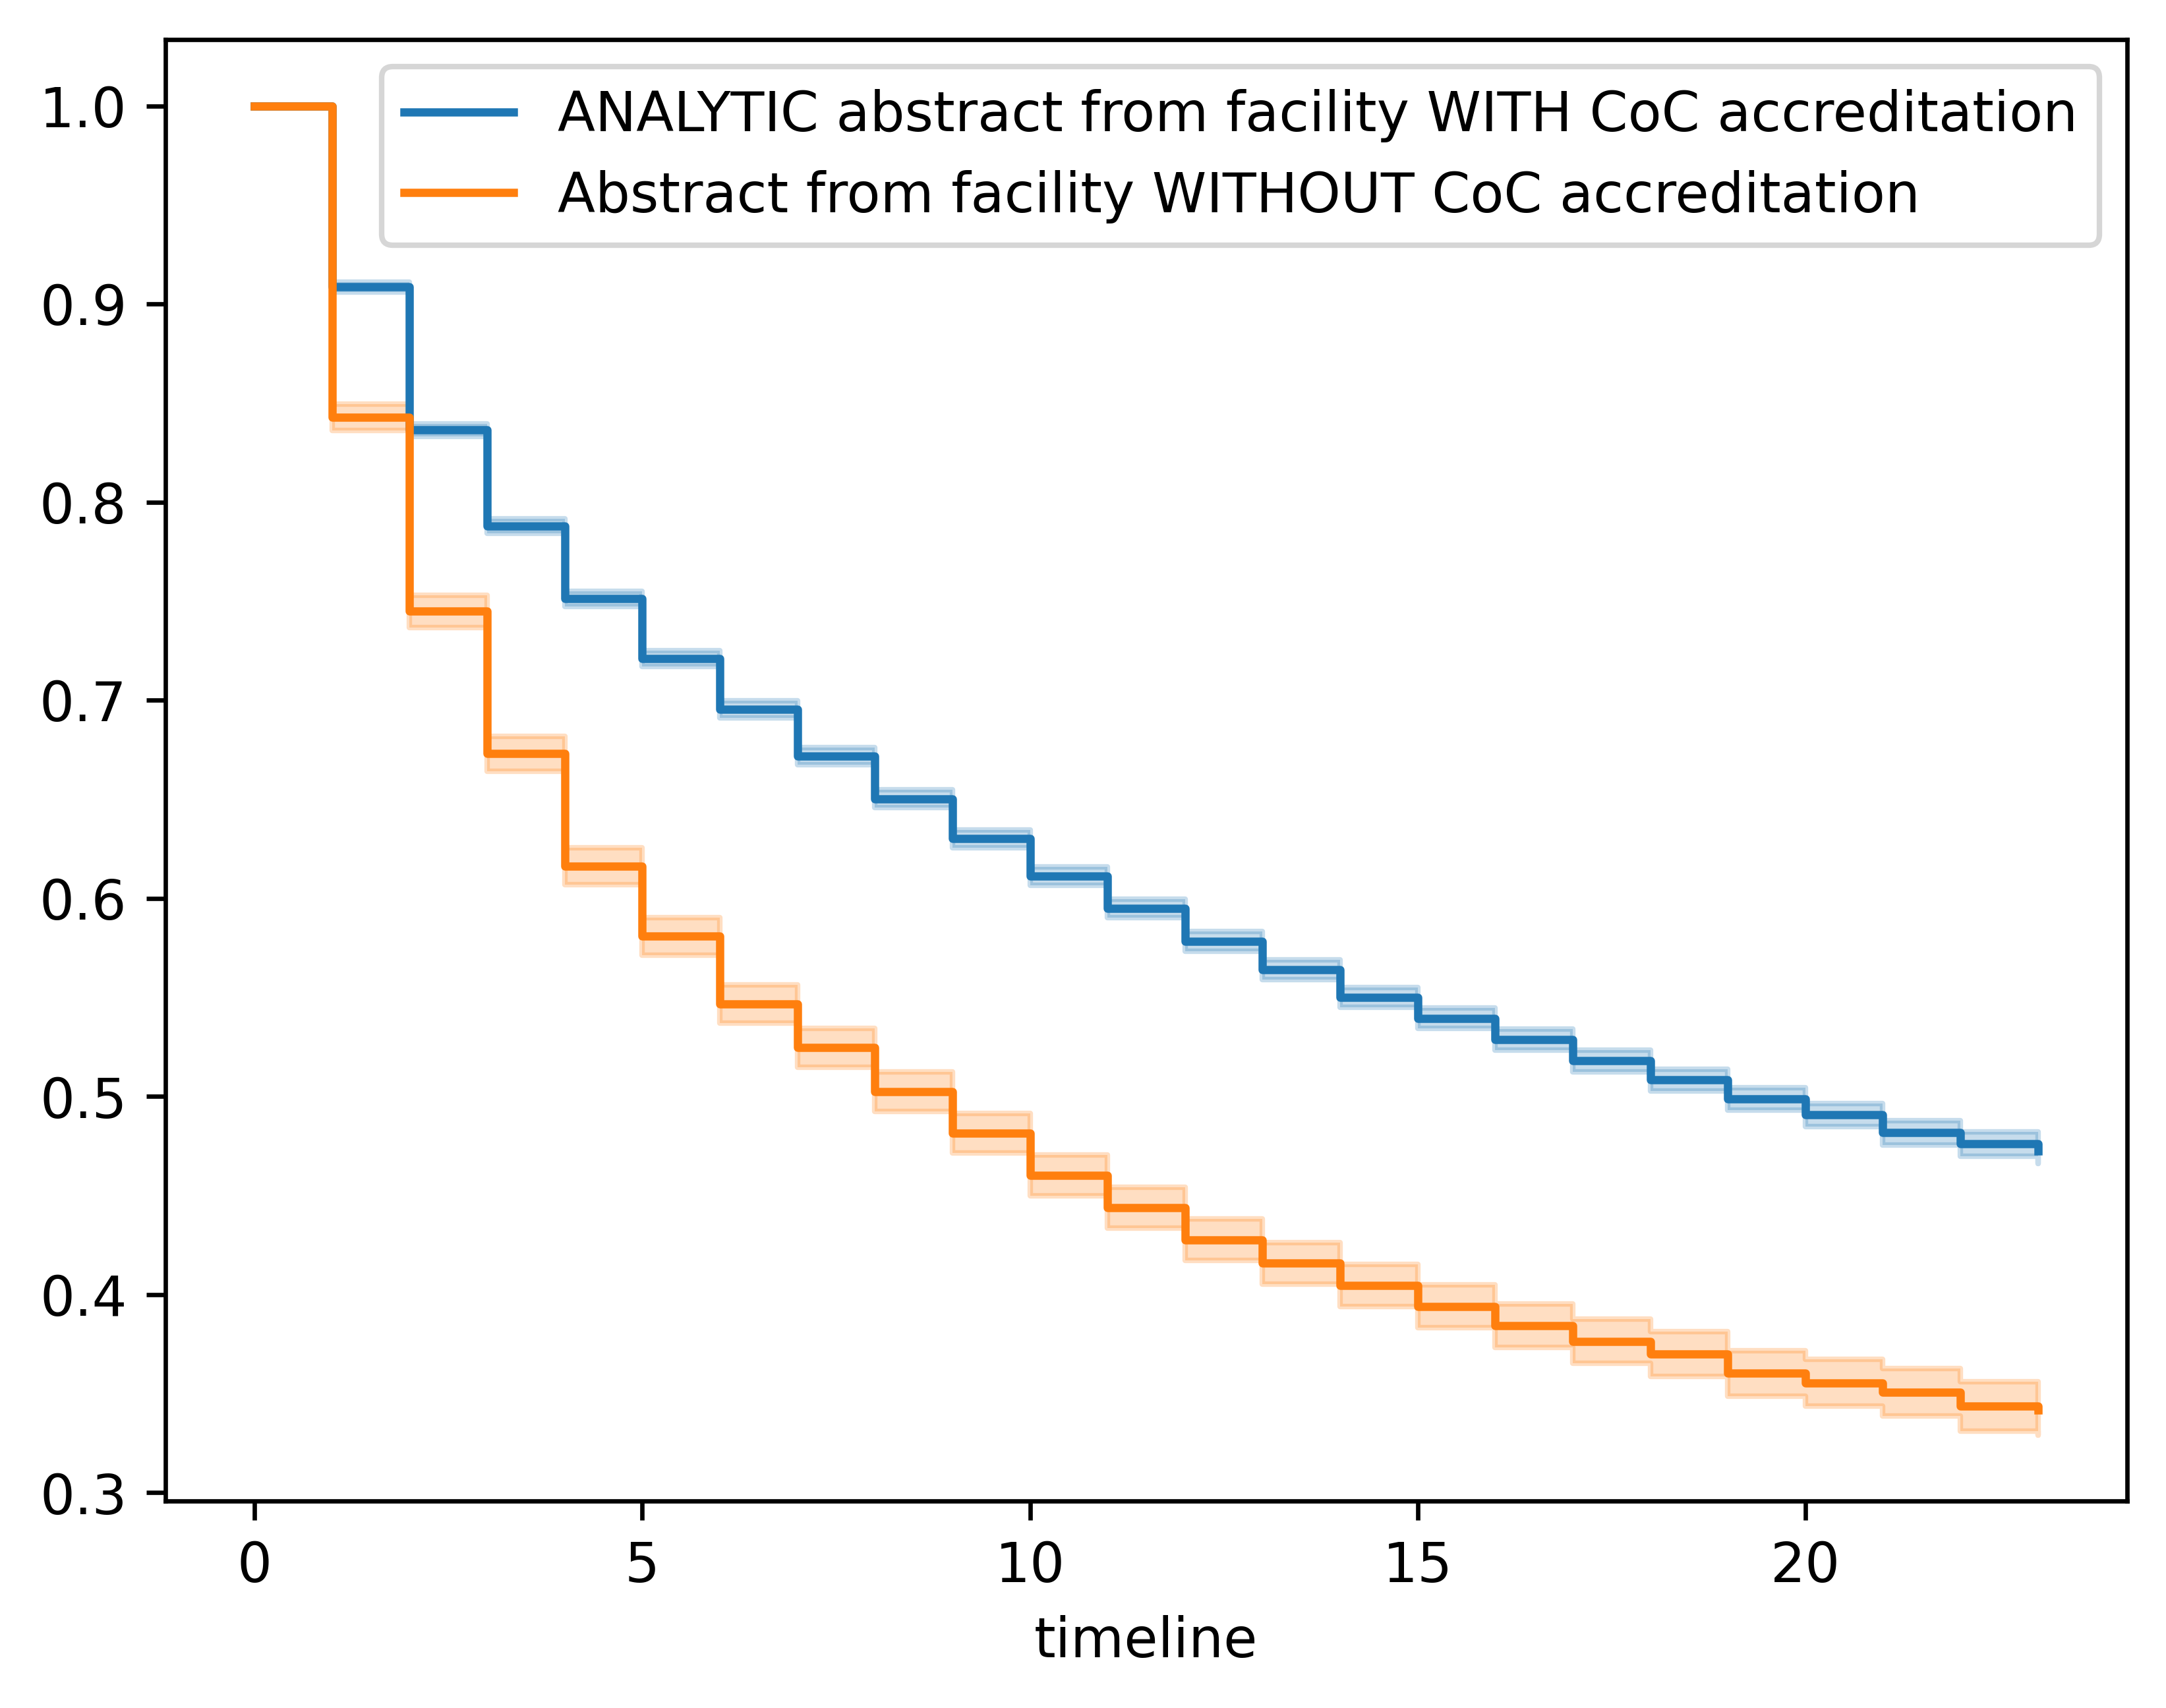 ANALYTIC abstract from facility WITH CoC accreditation
Abstract from facility WITHOUT CoC accreditation
1.0
0.9
0.8
0.7
0.6
0.5
0.4
0.3
0 5 10 15 20
timeline